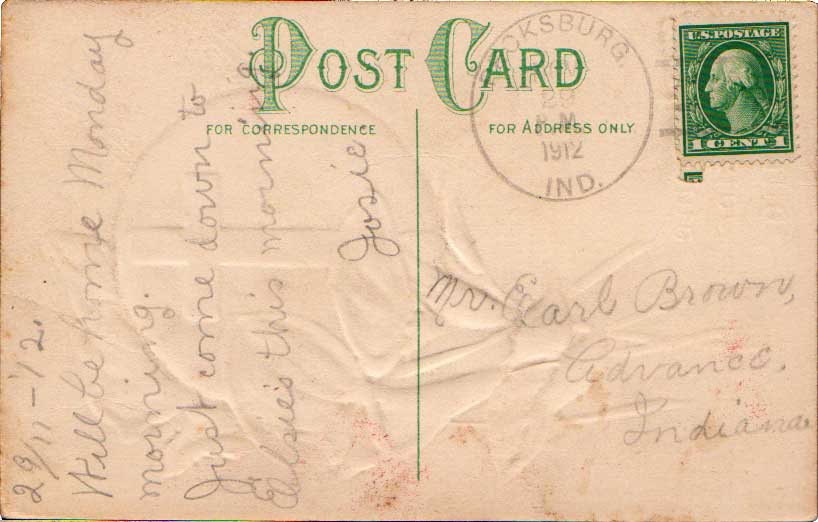 POST CARD
FOR CORRESPONDENCE
FOR ADDRESS ONLY
29
M.
1912
IND.
U.S. POSTAGE
1 CENT 1
29/11-'12.
Will be home Monday
morning.
Just come down to
Elsie's this morning.
Josie
Mr. Earl Brown,
Advance.
Indiana